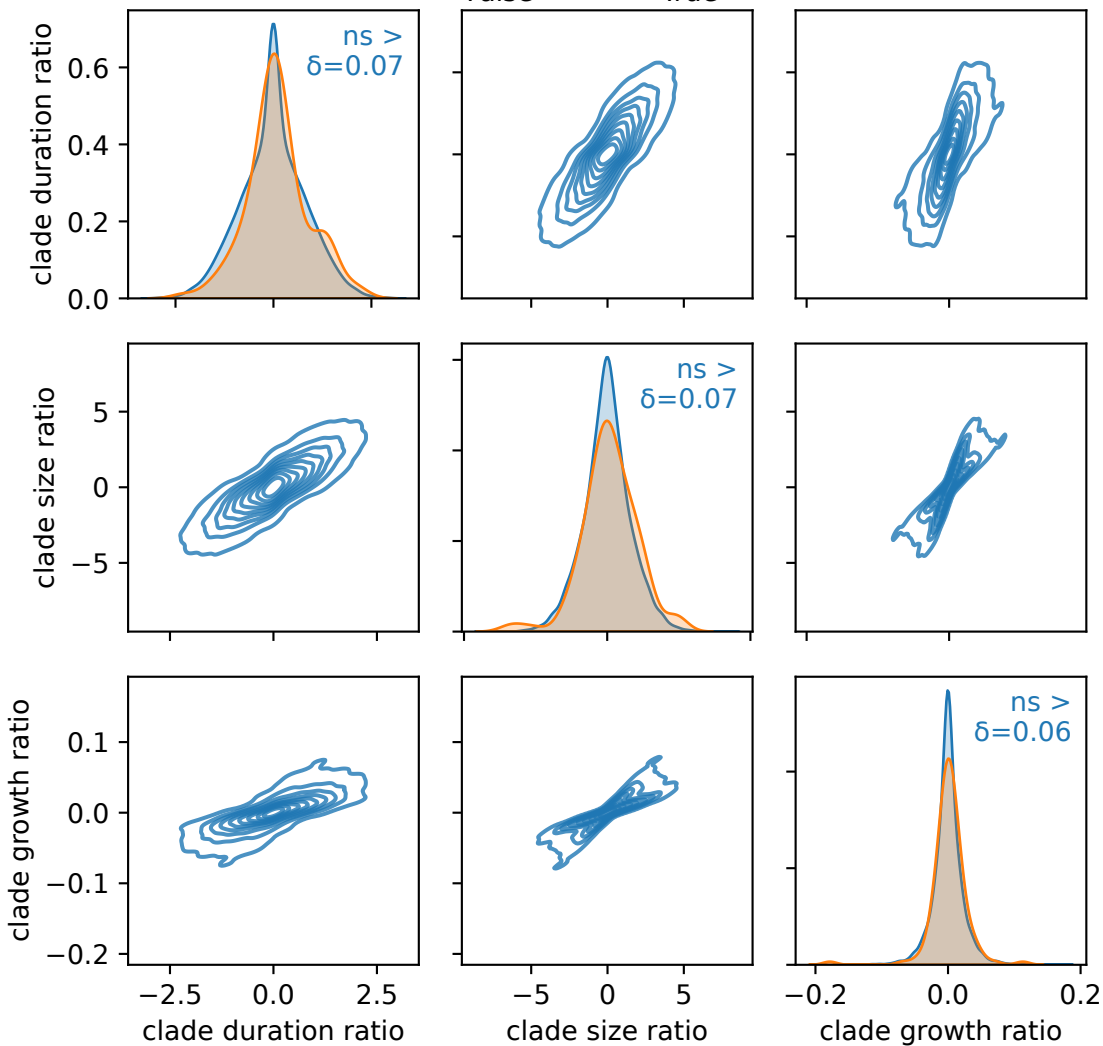 clade duration ratio
0.6
0.4
0.2
0.0
ns >
δ=0.07
clade size ratio
5
0
−5
ns >
δ=0.07
clade growth ratio
0.1
0.0
−0.1
−0.2
ns >
δ=0.06
−2.5 0.0 2.5
−5 0 5
−0.2 0.0 0.2
clade duration ratio
clade size ratio
clade growth ratio